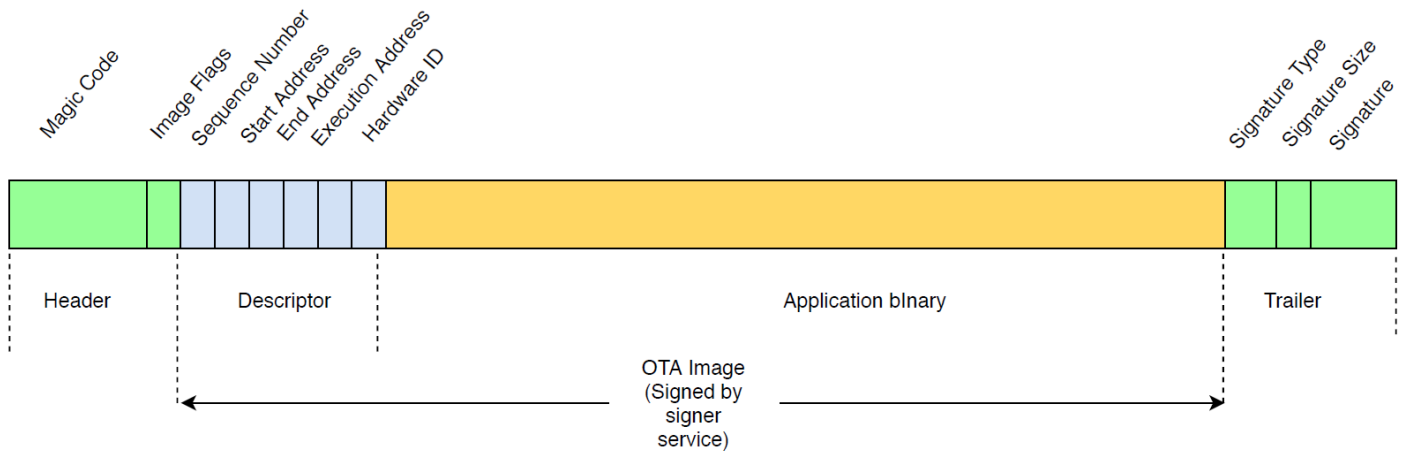 Magic Code
Image Flags
Sequence Number
Start Address
End Address
Execution Address
Hardware ID
Signature Type
Signature Size
Signature
Header
Descriptor
Application bInary
Trailer
OTA Image
(Signed by
signer
service)